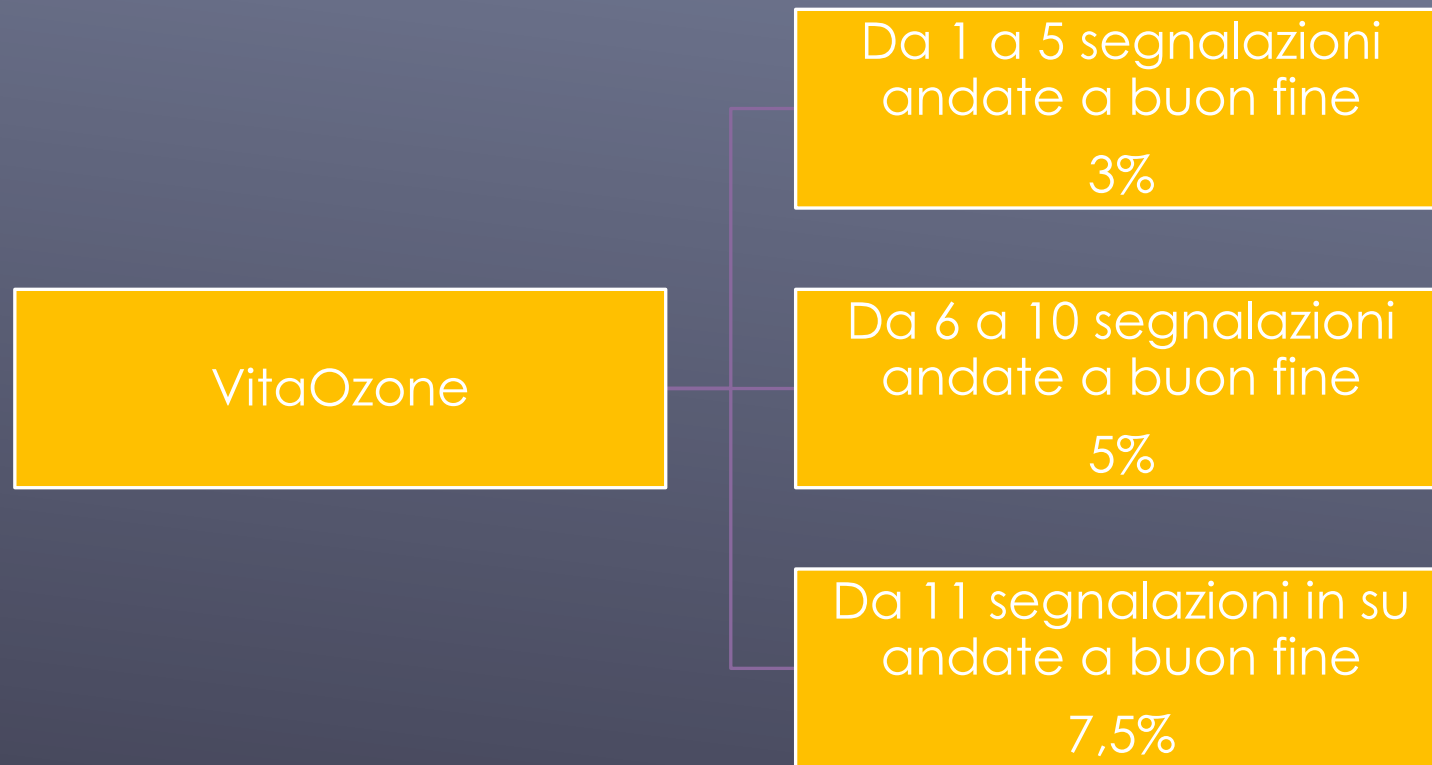 Da 1 a 5 segnalazioni
andate a buon fine
3%
VitaOzone
Da 6 a 10 segnalazioni
andate a buon fine
5%
Da 11 segnalazioni in su
andate a buon fine
7,5%